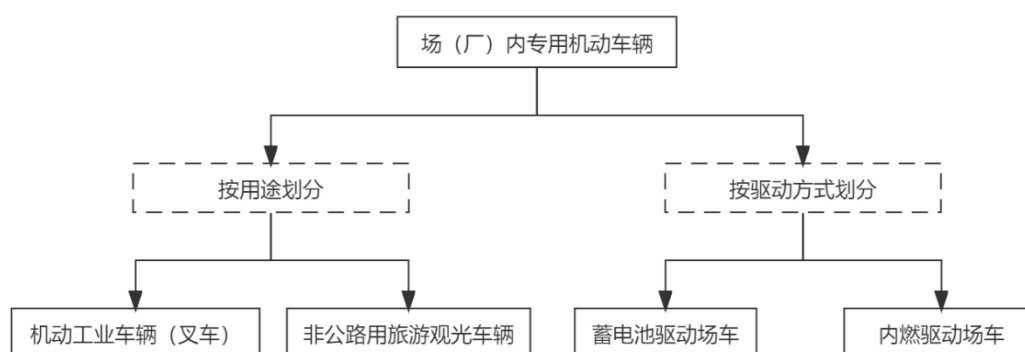 场（厂）内专用机动车辆
按用途划分
按驱动方式划分
机动工业车辆（叉车）
非公路用旅游观光车辆
蓄电池驱动场车
内燃驱动场车